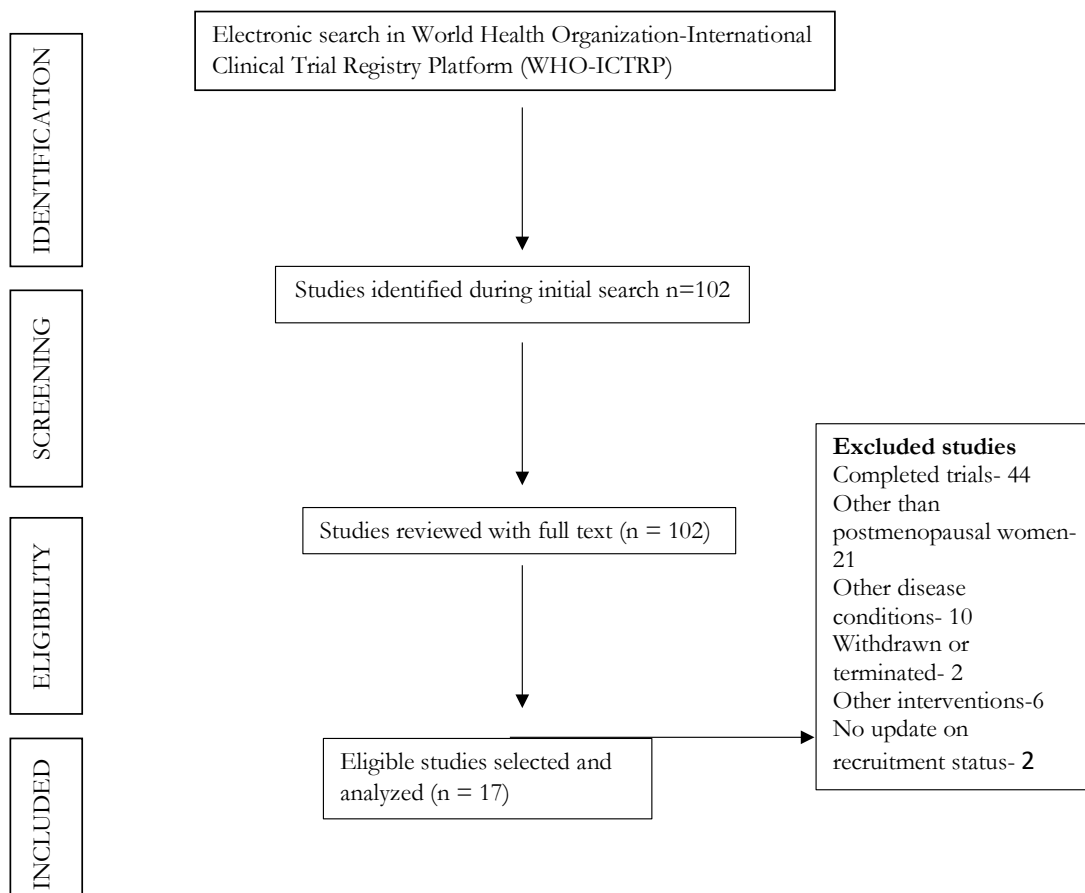 IDENTIFICATION
Electronic search in World Health Organization-International
Clinical Trial Registry Platform (WHO-ICTRP)
Studies identified during initial search n=102
SCREENING
Studies reviewed with full text (n = 102)
ELIGIBILITY
Excluded studies
Completed trials- 44
Other than
postmenopausal women-
21
Other disease
conditions- 10
Withdrawn or
terminated- 2
Other interventions-6
No update on
recruitment status- 2
INCLUDED
Eligible studies selected and
analyzed (n = 17)